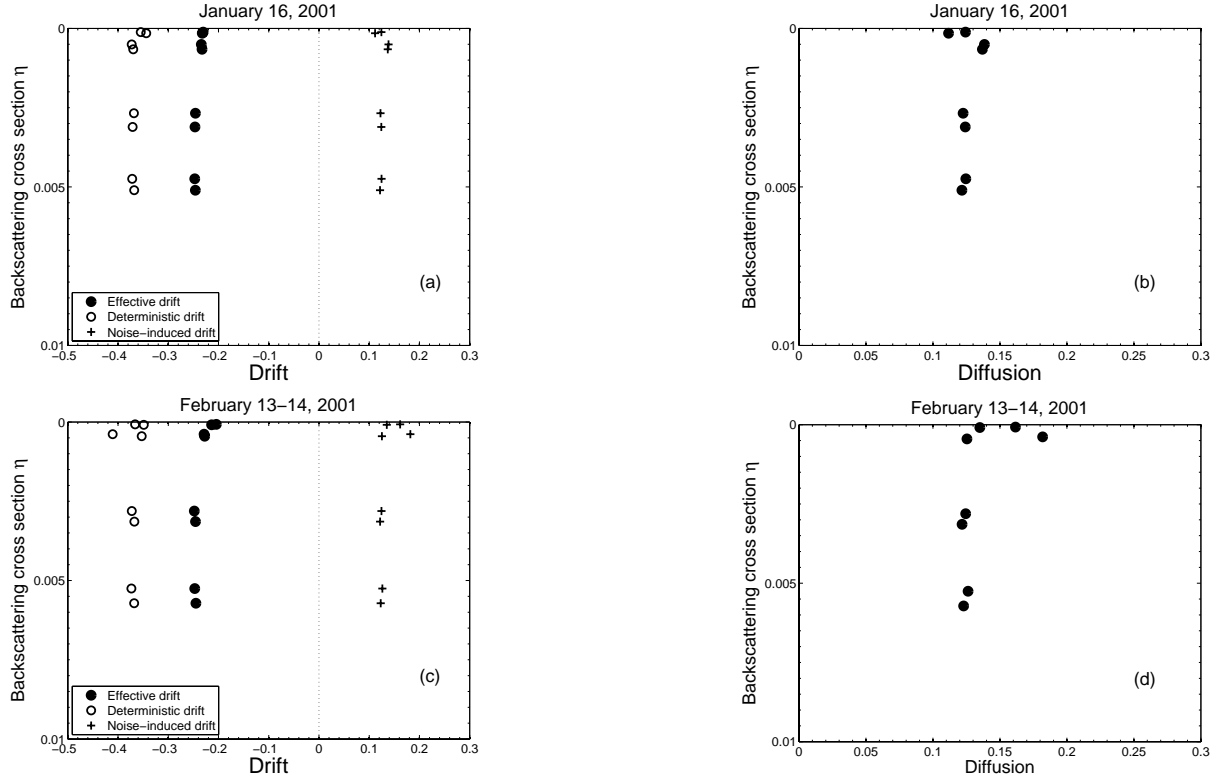 January 16, 2001
0
0.005
0.01
Backscattering cross section η
(a)
Effective drift
Deterministic drift
Noise−induced drift
−0.5 −0.4 −0.3 −0.2 −0.1 0 0.1 0.2 0.3
Drift
January 16, 2001
0
0.005
0.01
Backscattering cross section η
(b)
0 0.05 0.1 0.15 0.2 0.25 0.3
Diffusion
February 13−14, 2001
0
0.005
0.01
Backscattering cross section η
(c)
Effective drift
Deterministic drift
Noise−induced drift
−0.5 −0.4 −0.3 −0.2 −0.1 0 0.1 0.2 0.3
Drift
February 13−14, 2001
0
0.005
0.01
Backscattering cross section η
(d)
0 0.05 0.1 0.15 0.2 0.25 0.3
Diffusion